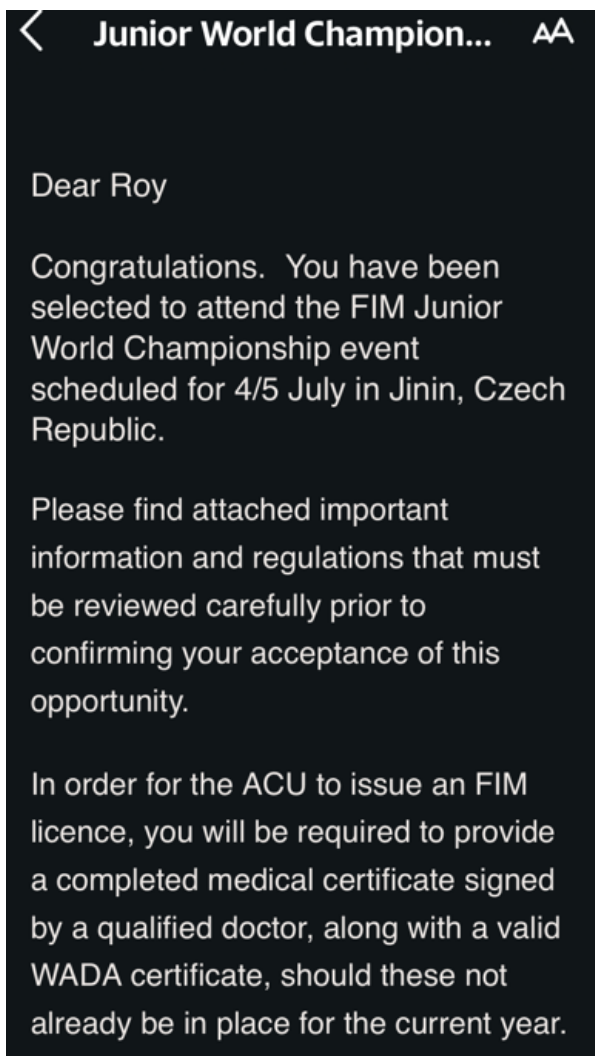 Junior World Champion... AA
Dear Roy
Congratulations.  You have been
selected to attend the FIM Junior
World Championship event
scheduled for 4/5 July in Jinin, Czech
Republic.
Please find attached important
information and regulations that must
be reviewed carefully prior to
confirming your acceptance of this
opportunity.
In order for the ACU to issue an FIM
licence, you will be required to provide
a completed medical certificate signed
by a qualified doctor, along with a valid
WADA certificate, should these not
already be in place for the current year.